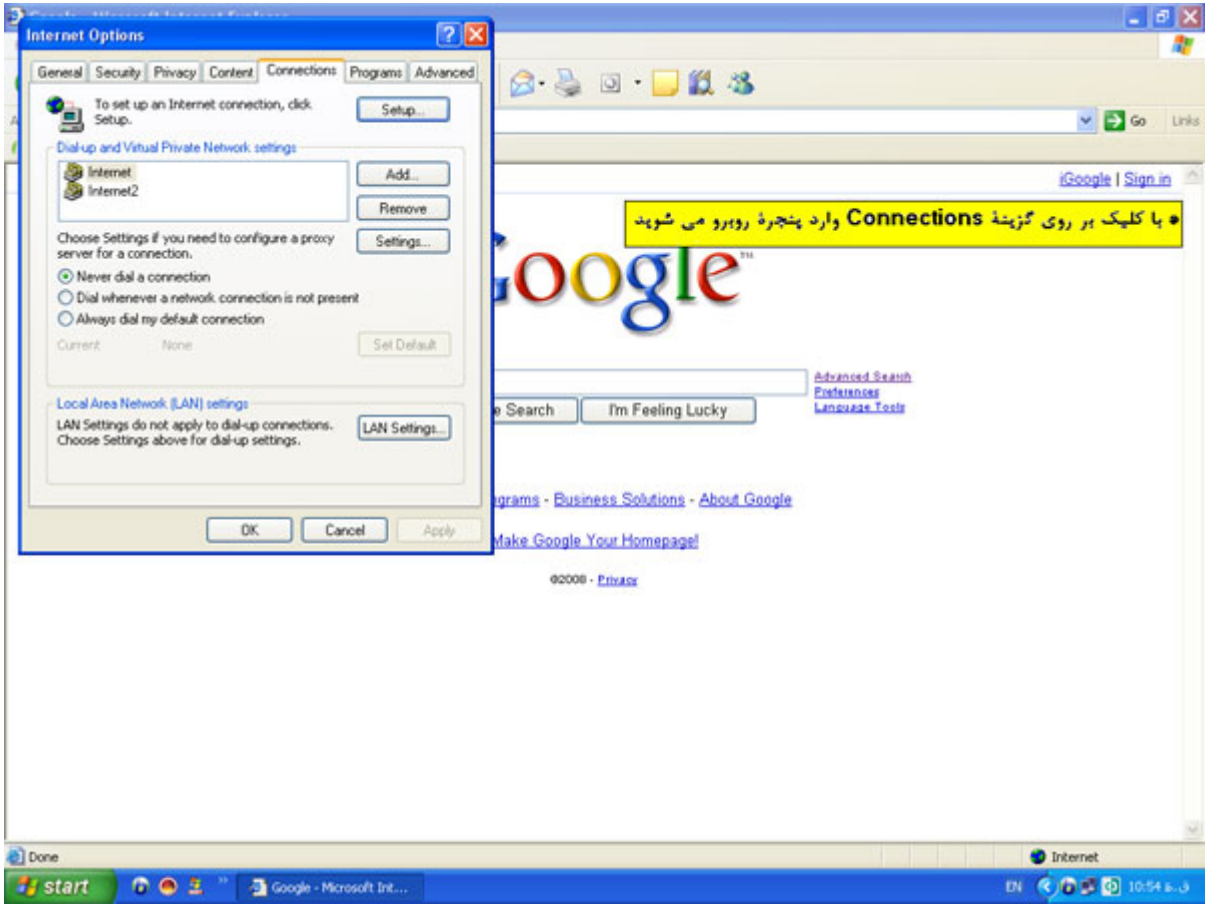 Google - Microsoft Internet Explorer
Internet Options
General Security Privacy Content Connections Programs Advanced
To set up an Internet connection, click
Setup.
Setup...
Dial-up and Virtual Private Network settings
Internet
Internet2
Add...
Remove
Choose Settings if you need to configure a proxy
server for a connection.
Settings...
Never dial a connection
Dial whenever a network connection is not present
Always dial my default connection
Current None
Set Default
Local Area Network (LAN) settings
LAN Settings do not apply to dial-up connections.
Choose Settings above for dial-up settings.
LAN Settings...
OK Cancel Apply
Go Links
iGoogle | Sign in
با کلیک بر روی گزینهٔ Connections وارد پنجرهٔ روبرو می شوید
Google™
Advanced Search
Preferences
Language Tools
Search I'm Feeling Lucky
- Business Solutions - About Google
Make Google Your Homepage!
©2008 - Privacy
Done Internet
start Google - Microsoft Int... EN 10:54 ق.ظ